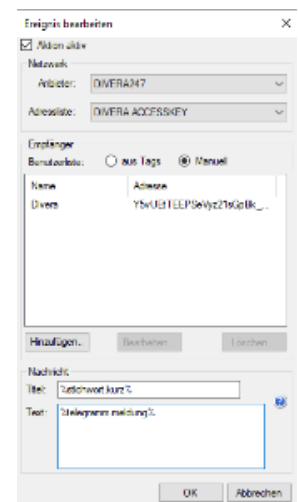 Ereignis bearbeiten
Aktion aktiv
Netzwerk
Anbieter: DIVERA247
Adressliste: DIVERA ACCESSKEY
Empfänger
Benutzerliste: aus Tags Manuell
Name Adresse
Divera
Hinzufügen... Bearbeiten Löschen
Nachricht
Titel: %stichwort.kurz%
Text: %telegramm.meldung%
OK Abbrechen